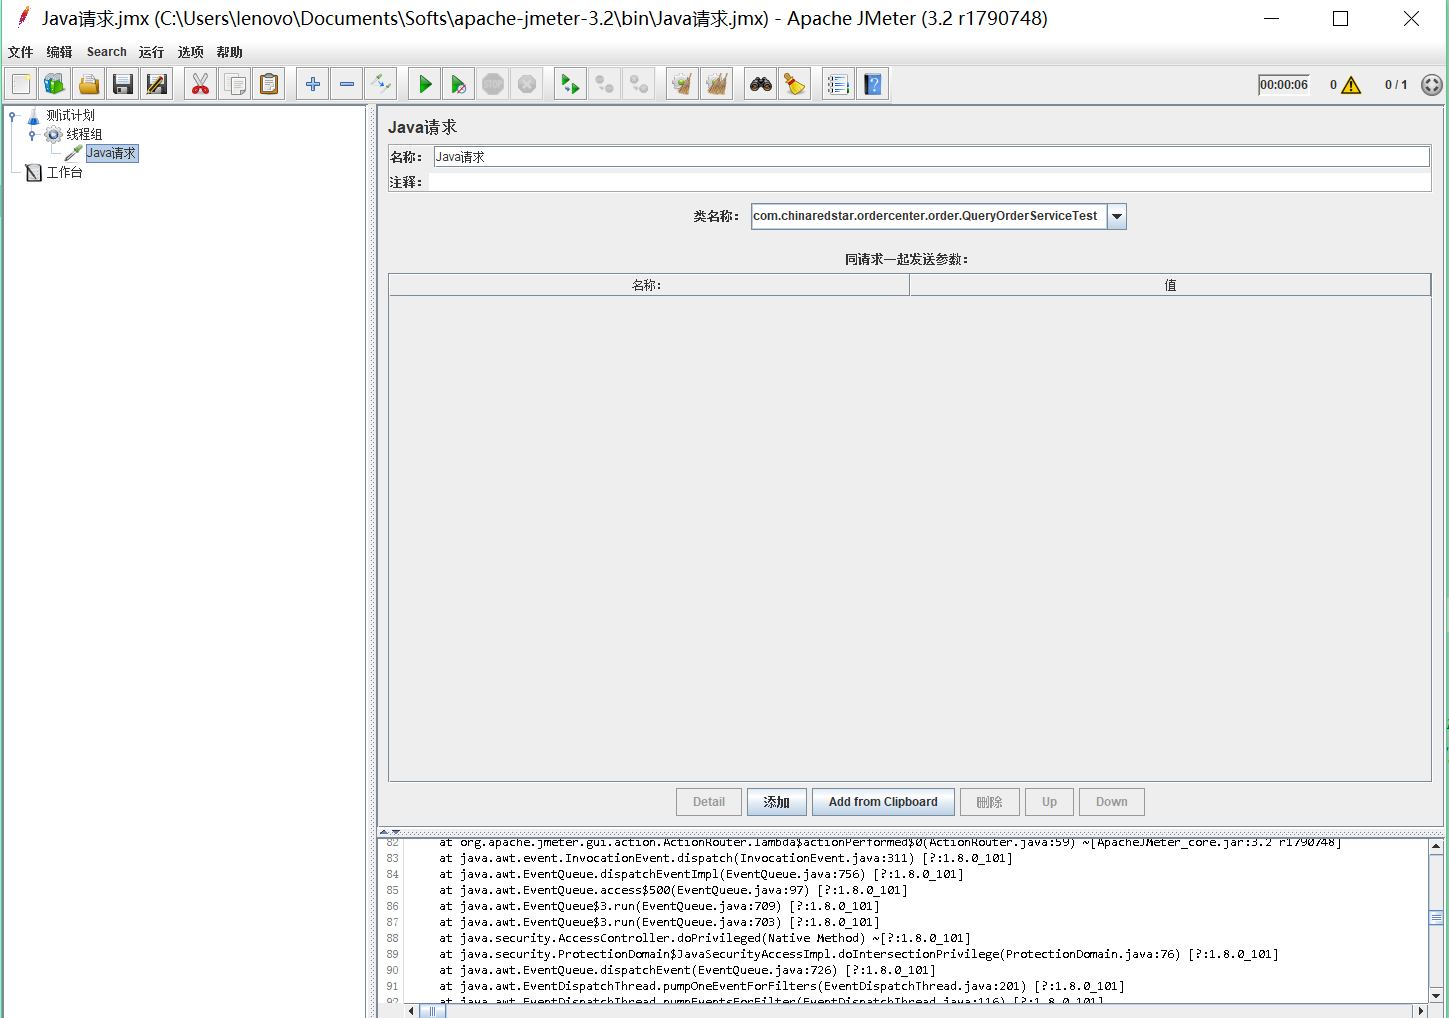 Java请求.jmx (C:\Users\lenovo\Documents\Softs\apache-jmeter-3.2\bin\Java请求.jmx) - Apache JMeter (3.2 r1790748)
文件 编辑 Search 运行 选项 帮助
00:00:06 0 0 / 1
测试计划
线程组
Java请求
工作台
Java请求
名称: Java请求
注释:
类名称: com.chinaredstar.ordercenter.order.QueryOrderServiceTest
同请求一起发送参数:
名称: 值
Detail 添加 Add from Clipboard 删除 Up Down
82 at org.apache.jmeter.gui.action.ActionRouter.lambda$actionPerformed$0(ActionRouter.java:59) ~[ApacheJMeter_core.jar:3.2 r1790748]
83 at java.awt.event.InvocationEvent.dispatch(InvocationEvent.java:311) [?:1.8.0_101]
84 at java.awt.EventQueue.dispatchEventImpl(EventQueue.java:756) [?:1.8.0_101]
85 at java.awt.EventQueue.access$500(EventQueue.java:97) [?:1.8.0_101]
86 at java.awt.EventQueue$3.run(EventQueue.java:709) [?:1.8.0_101]
87 at java.awt.EventQueue$3.run(EventQueue.java:703) [?:1.8.0_101]
88 at java.security.AccessController.doPrivileged(Native Method) ~[?:1.8.0_101]
89 at java.security.ProtectionDomain$JavaSecurityAccessImpl.doIntersectionPrivilege(ProtectionDomain.java:76) [?:1.8.0_101]
90 at java.awt.EventQueue.dispatchEvent(EventQueue.java:726) [?:1.8.0_101]
91 at java.awt.EventDispatchThread.pumpOneEventForFilters(EventDispatchThread.java:201) [?:1.8.0_101]
92 at java.awt.EventDispatchThread.pumpEventsForFilter(EventDispatchThread.java:116) [?:1.8.0_101]